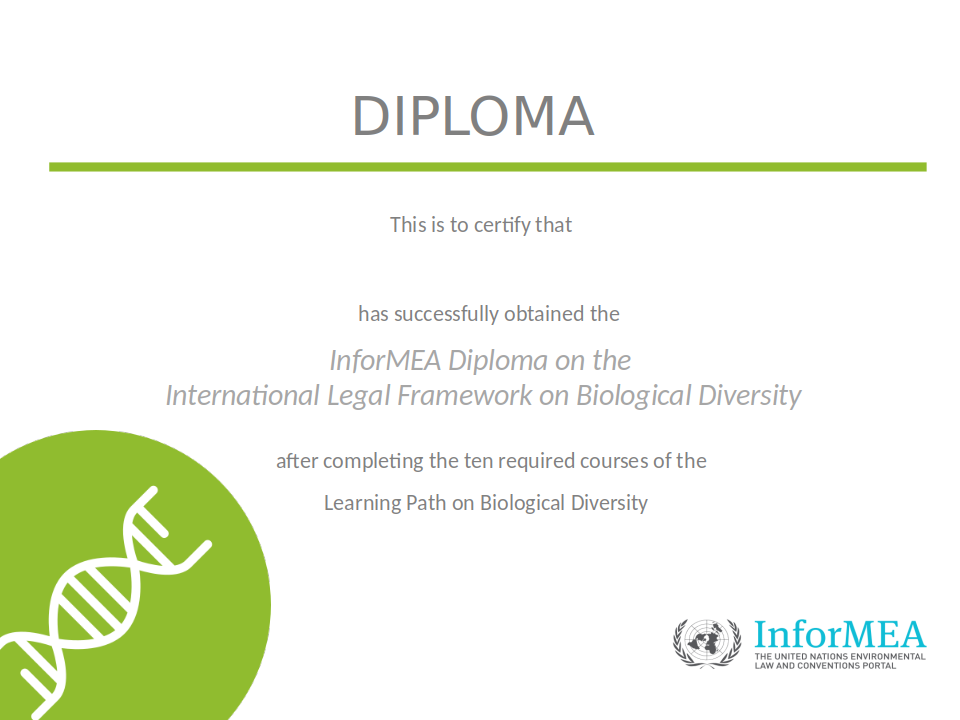 DIPLOMA
This is to certify that
has successfully obtained the
InforMEA Diploma on the
International Legal Framework on Biological Diversity
after completing the ten required courses of the
Learning Path on Biological Diversity
InforMEA
THE UNITED NATIONS ENVIRONMENTAL
LAW AND CONVENTIONS PORTAL